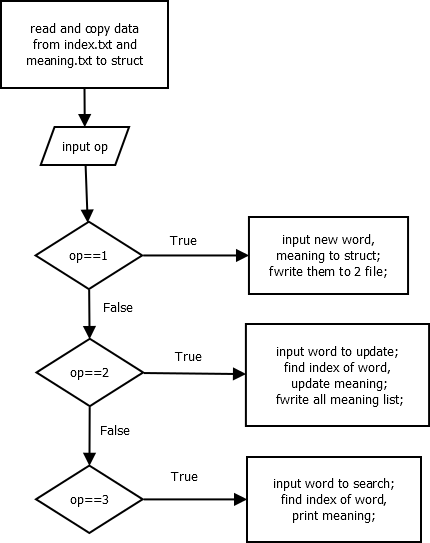 read and copy data
from index.txt and
meaning.txt to struct
input op
op==1
True
input new word,
meaning to struct;
fwrite them to 2 file;
False
op==2
True
input word to update;
find index of word,
update meaning;
fwrite all meaning list;
False
op==3
True
input word to search;
find index of word,
print meaning;